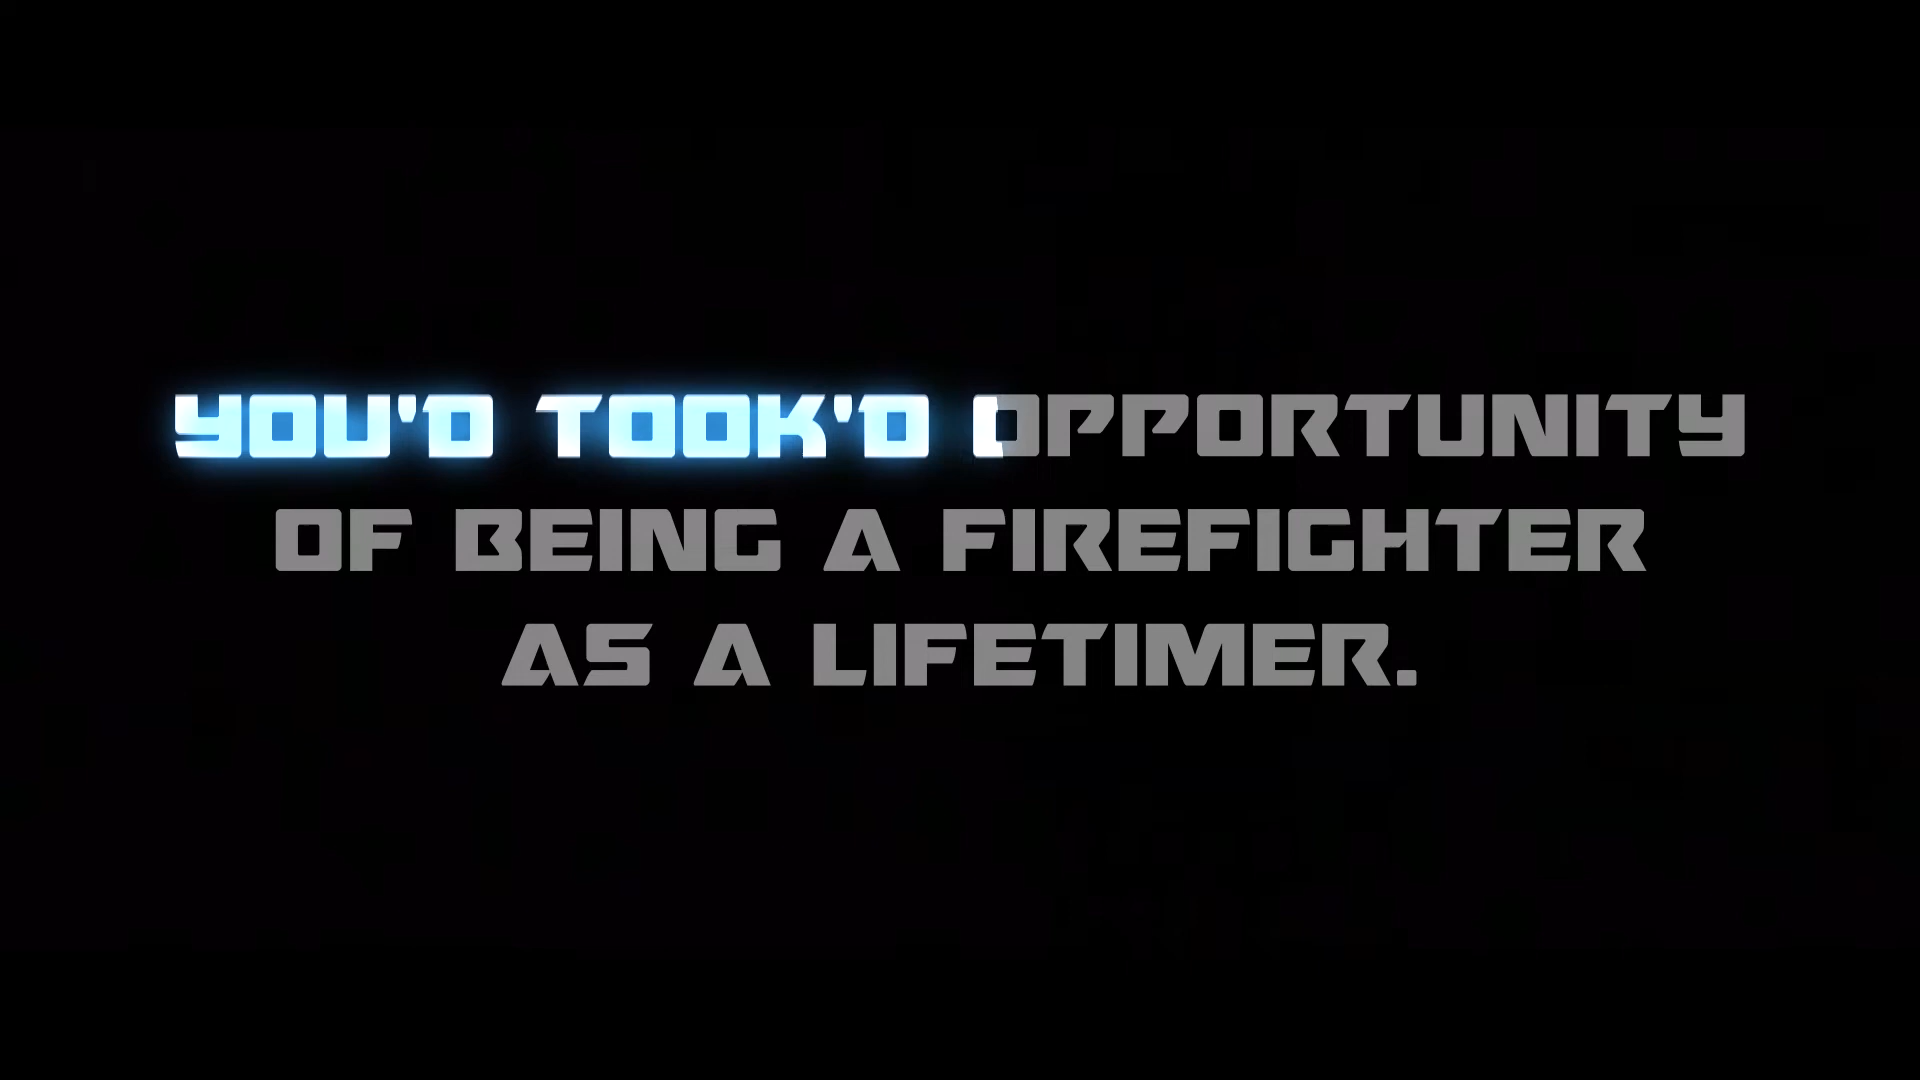 YOU'D TOOK'D OPPORTUNITY
OF BEING A FIREFIGHTER
AS A LIFETIMER.